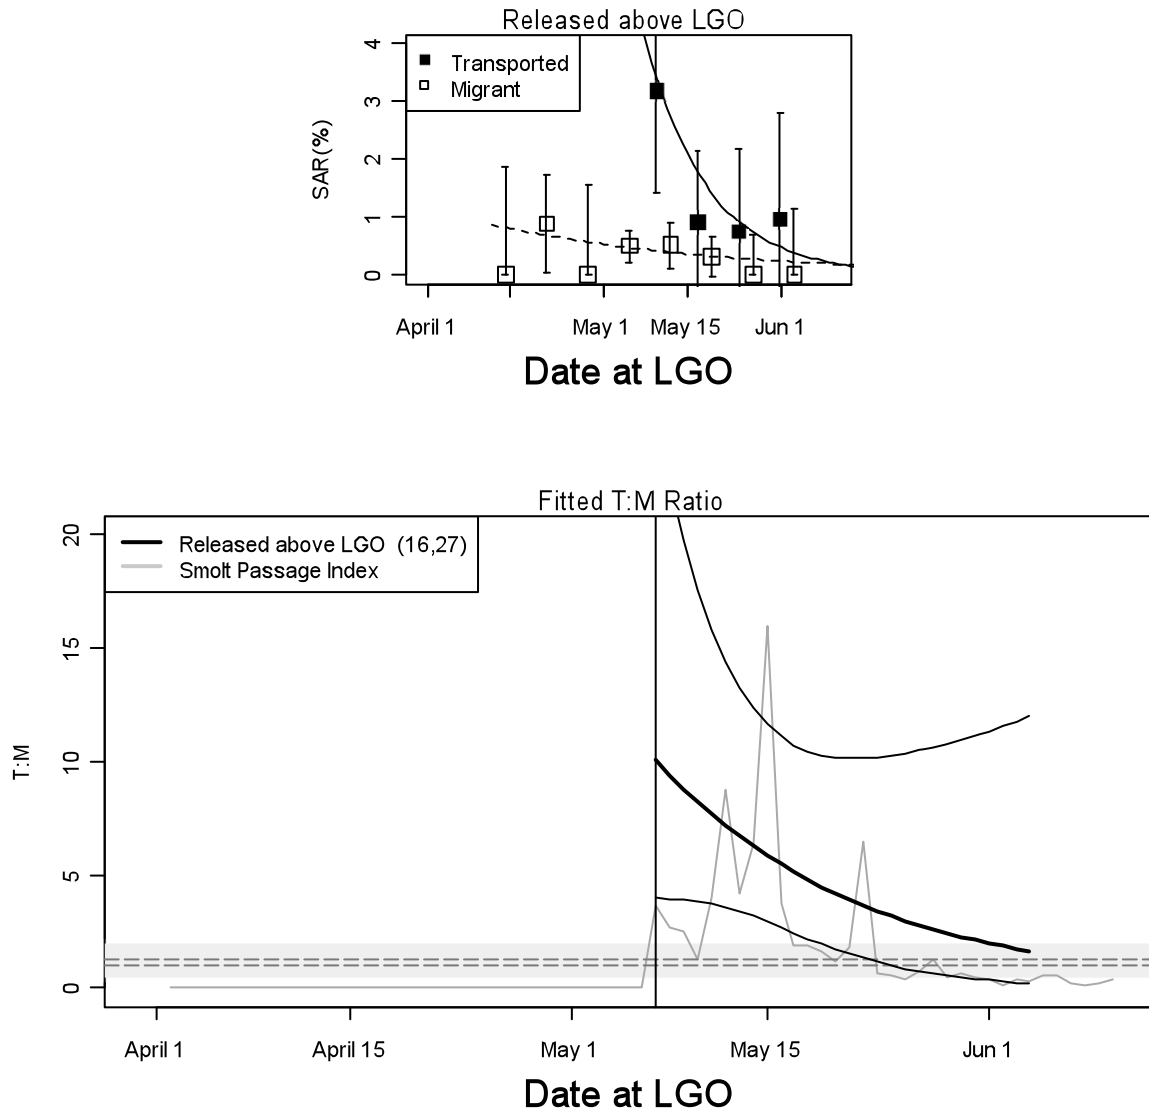 Released above LGO
Transported
Migrant
SAR(%)
4
3
2
1
0
April 1
May 1
May 15
Jun 1
Date at LGO
Fitted T:M Ratio
Released above LGO (16,27)
Smolt Passage Index
T:M
20
15
10
5
0
April 1
April 15
May 1
May 15
Jun 1
Date at LGO